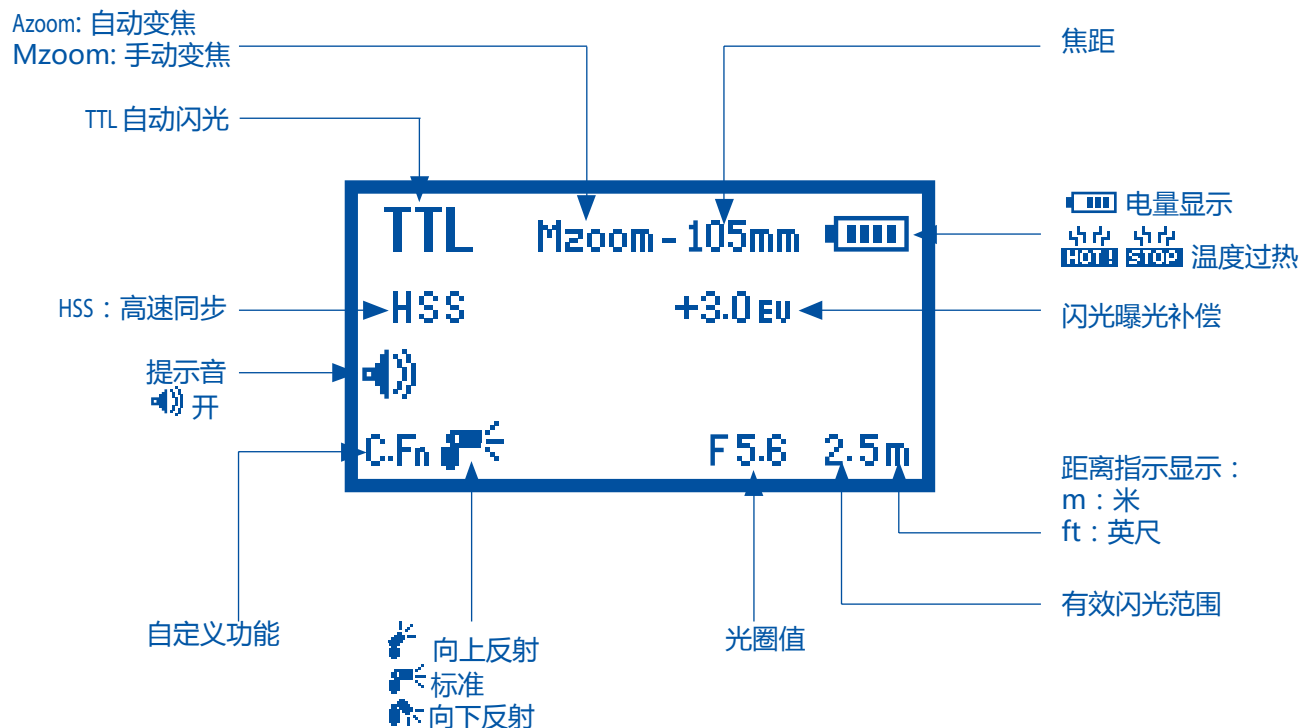 Azoom: 自动变焦
Mzoom: 手动变焦
焦距
TTL 自动闪光
TTL
Mzoom - 105mm
电量显示
HOT! STOP 温度过热
HSS：高速同步
HSS
+3.0 EV
闪光曝光补偿
提示音
开
C.Fn
F 5.6
2.5m
距离指示显示：
m：米
ft：英尺
有效闪光范围
自定义功能
向上反射
标准
向下反射
光圈值